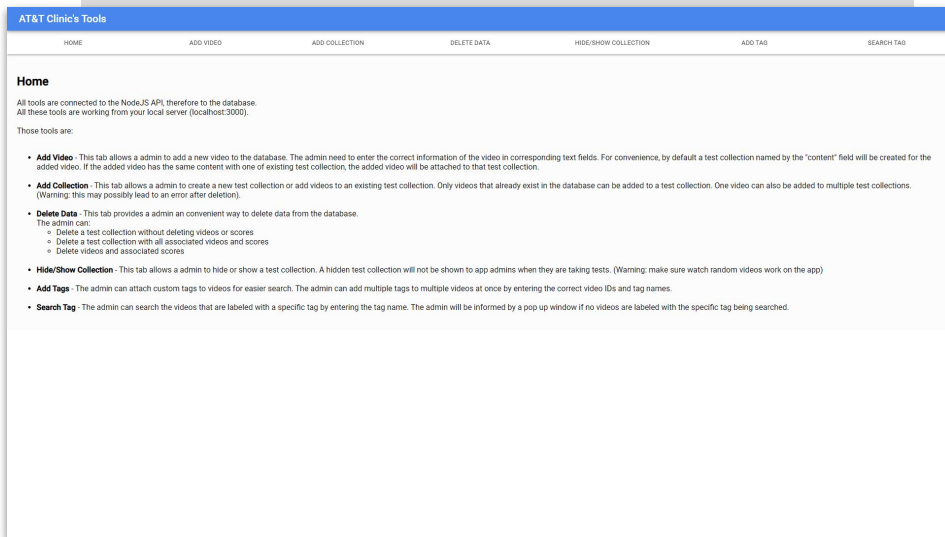 AT&T Clinic's Tools
HOME ADD VIDEO ADD COLLECTION DELETE DATA HIDE/SHOW COLLECTION ADD TAG SEARCH TAG
Home
All tools are connected to the NodeJS API, therefore to the database.
All these tools are working from your local server (localhost:3000).
Those tools are:
• Add Video - This tab allows a admin to add a new video to the database. The admin need to enter the correct information of the video in corresponding text fields. For convenience, by default a test collection named by the "content" field will be created for the
added video. If the added video has the same content with one of existing test collection, the added video will be attached to that test collection.
• Add Collection - This tab allows a admin to create a new test collection or add videos to an existing test collection. Only videos that already exist in the database can be added to a test collection. One video can also be added to multiple test collections.
(Warning: this may possibly lead to an error after deletion).
• Delete Data - This tab provides a admin an convenient way to delete data from the database.
The admin can:
◦ Delete a test collection without deleting videos or scores
◦ Delete a test collection with all associated videos and scores
◦ Delete videos and associated scores
• Hide/Show Collection - This tab allows a admin to hide or show a test collection. A hidden test collection will not be shown to app admins when they are taking tests. (Warning: make sure watch random videos work on the app)
• Add Tags - The admin can attach custom tags to videos for easier search. The admin can add multiple tags to multiple videos at once by entering the correct video IDs and tag names.
• Search Tag - The admin can search the videos that are labeled with a specific tag by entering the tag name. The admin will be informed by a pop up window if no videos are labeled with the specific tag being searched.